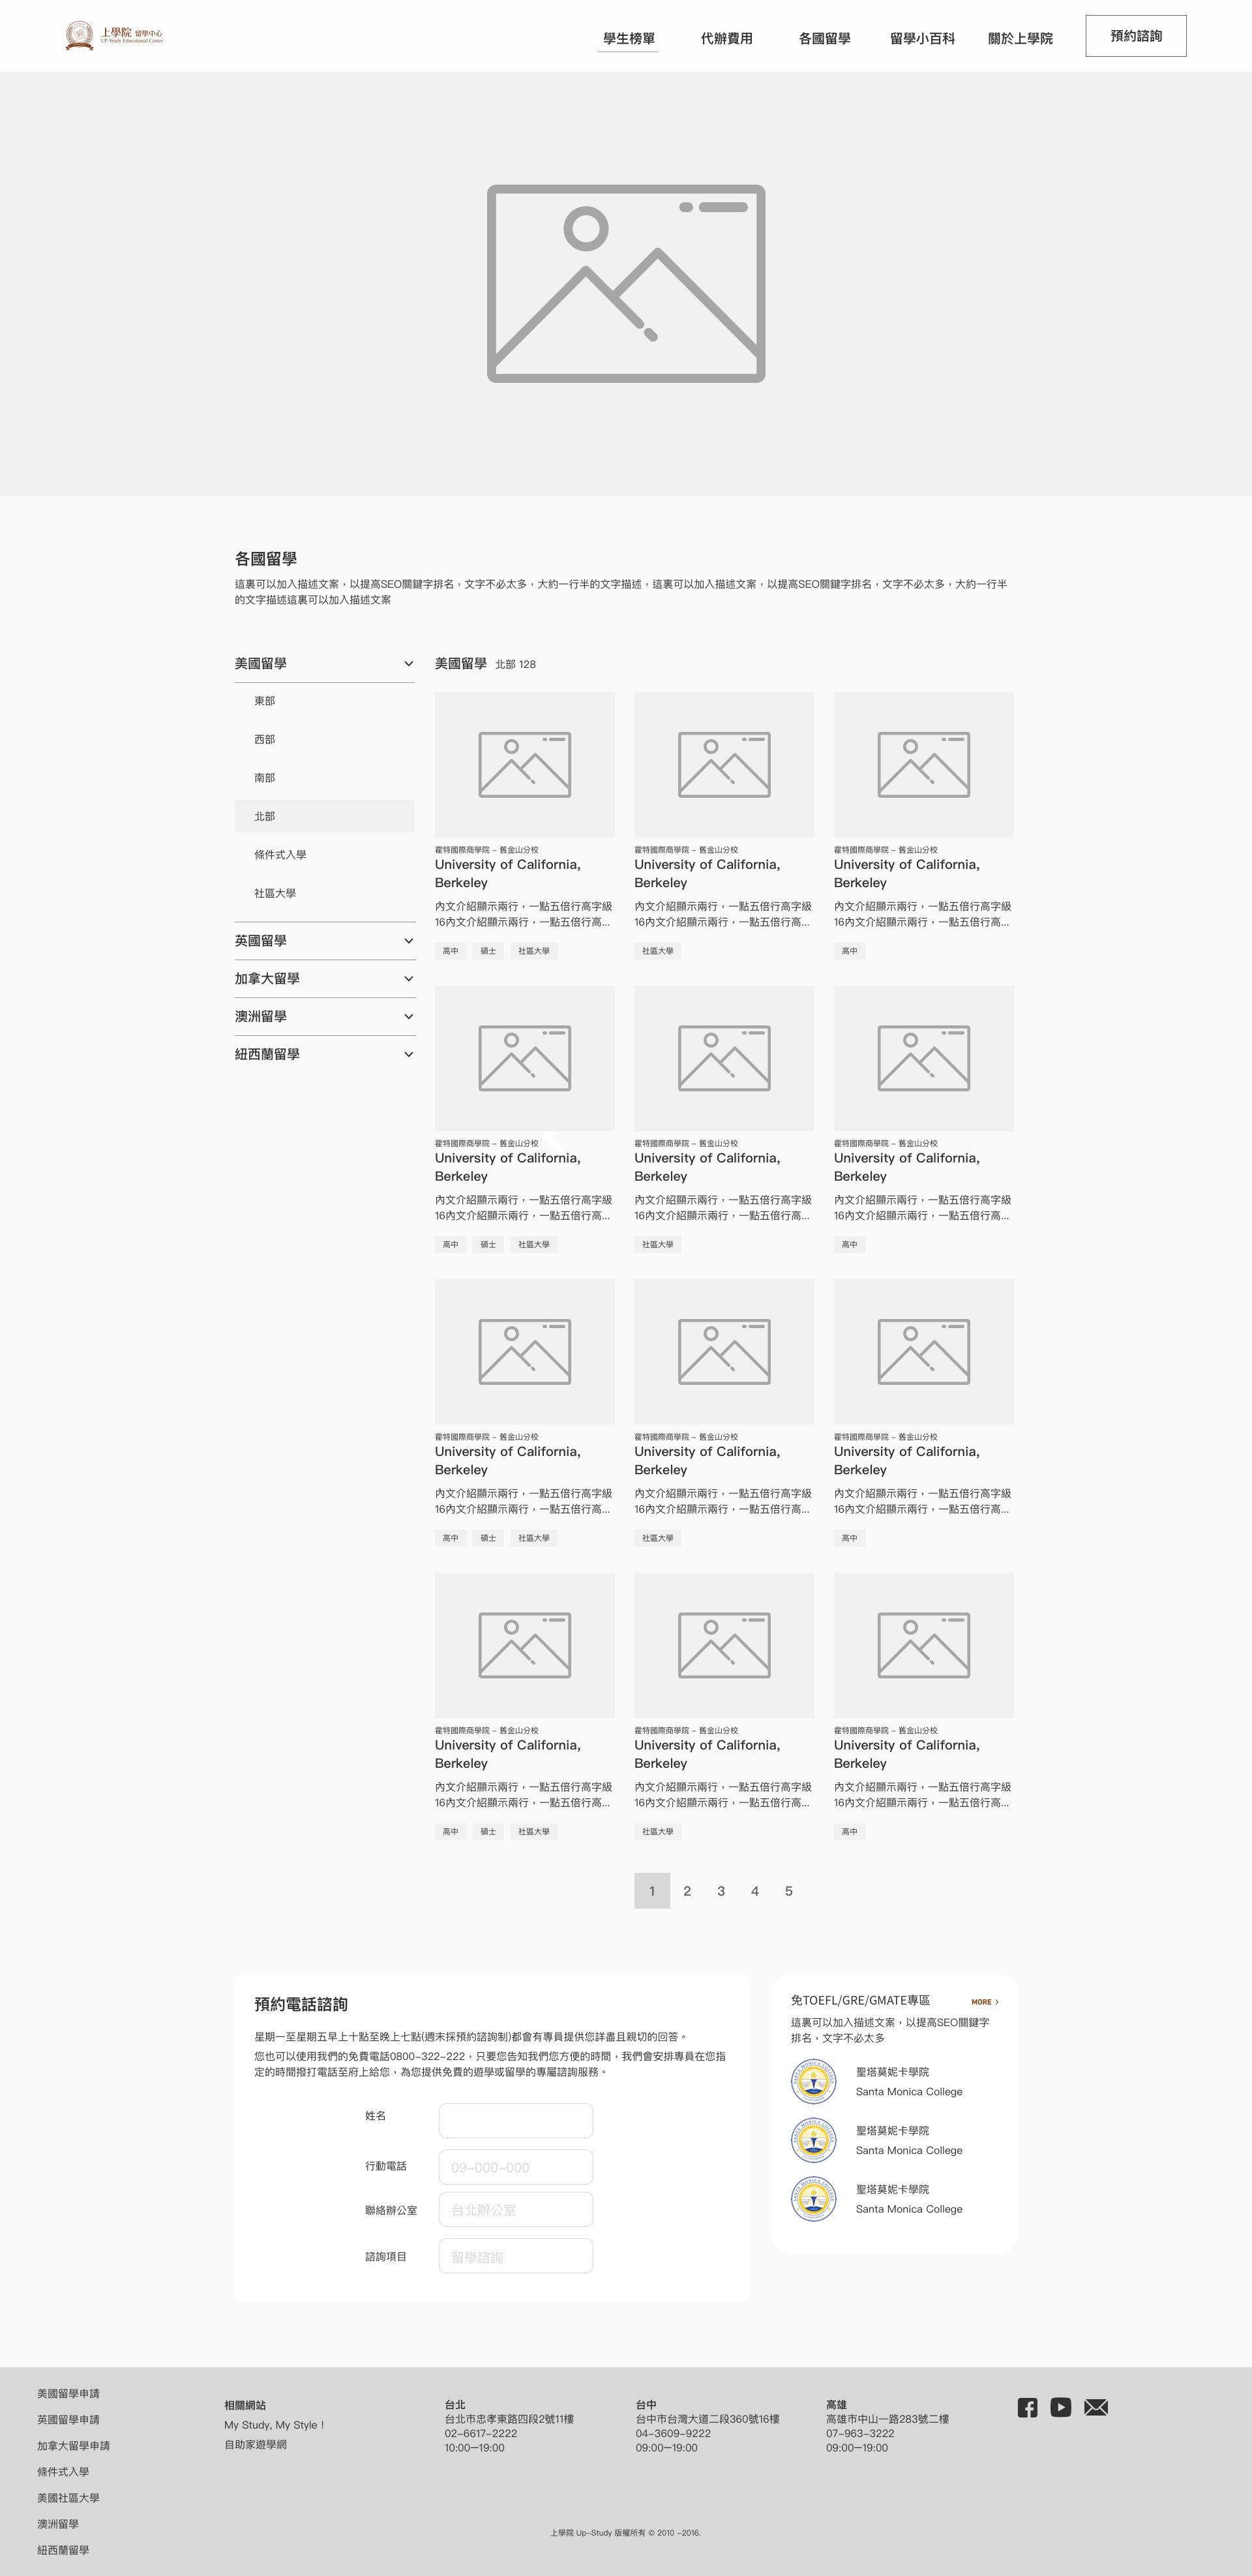 上學院 留學中心
UP-Study Educational Center
學生榜單
代辦費用
各國留學
留學小百科
關於上學院
預約諮詢
各國留學
這裏可以加入描述文案，以提高SEO關鍵字排名，文字不必太多，大約一行半的文字描述，這裏可以加入描述文案，以提高SEO關鍵字排名，文字不必太多，大約一行半
的文字描述這裏可以加入描述文案
美國留學
東部
西部
南部
北部
條件式入學
社區大學
英國留學
加拿大留學
澳洲留學
紐西蘭留學
美國留學 北部 128
霍特國際商學院 - 舊金山分校
University of California,
Berkeley
內文介紹顯示兩行，一點五倍行高字級
16內文介紹顯示兩行，一點五倍行高...
高中 碩士 社區大學
霍特國際商學院 - 舊金山分校
University of California,
Berkeley
內文介紹顯示兩行，一點五倍行高字級
16內文介紹顯示兩行，一點五倍行高...
社區大學
霍特國際商學院 - 舊金山分校
University of California,
Berkeley
內文介紹顯示兩行，一點五倍行高字級
16內文介紹顯示兩行，一點五倍行高...
高中
霍特國際商學院 - 舊金山分校
University of California,
Berkeley
內文介紹顯示兩行，一點五倍行高字級
16內文介紹顯示兩行，一點五倍行高...
高中 碩士 社區大學
霍特國際商學院 - 舊金山分校
University of California,
Berkeley
內文介紹顯示兩行，一點五倍行高字級
16內文介紹顯示兩行，一點五倍行高...
社區大學
霍特國際商學院 - 舊金山分校
University of California,
Berkeley
內文介紹顯示兩行，一點五倍行高字級
16內文介紹顯示兩行，一點五倍行高...
高中
霍特國際商學院 - 舊金山分校
University of California,
Berkeley
內文介紹顯示兩行，一點五倍行高字級
16內文介紹顯示兩行，一點五倍行高...
高中 碩士 社區大學
霍特國際商學院 - 舊金山分校
University of California,
Berkeley
內文介紹顯示兩行，一點五倍行高字級
16內文介紹顯示兩行，一點五倍行高...
社區大學
霍特國際商學院 - 舊金山分校
University of California,
Berkeley
內文介紹顯示兩行，一點五倍行高字級
16內文介紹顯示兩行，一點五倍行高...
高中
霍特國際商學院 - 舊金山分校
University of California,
Berkeley
內文介紹顯示兩行，一點五倍行高字級
16內文介紹顯示兩行，一點五倍行高...
高中 碩士 社區大學
霍特國際商學院 - 舊金山分校
University of California,
Berkeley
內文介紹顯示兩行，一點五倍行高字級
16內文介紹顯示兩行，一點五倍行高...
社區大學
霍特國際商學院 - 舊金山分校
University of California,
Berkeley
內文介紹顯示兩行，一點五倍行高字級
16內文介紹顯示兩行，一點五倍行高...
高中
1 2 3 4 5
預約電話諮詢
星期一至星期五早上十點至晚上七點(週末採預約諮詢制)都會有專員提供您詳盡且親切的回答。
您也可以使用我們的免費電話0800-322-222，只要您告知我們您方便的時間，我們會安排專員在您指
定的時間撥打電話至府上給您，為您提供免費的遊學或留學的專屬諮詢服務。
姓名
行動電話 09-000-000
聯絡辦公室 台北辦公室
諮詢項目 留學諮詢
免TOEFL/GRE/GMATE專區
MORE
這裏可以加入描述文案，以提高SEO關鍵字
排名，文字不必太多
聖塔莫妮卡學院
Santa Monica College
聖塔莫妮卡學院
Santa Monica College
聖塔莫妮卡學院
Santa Monica College
美國留學申請
英國留學申請
加拿大留學申請
條件式入學
美國社區大學
澳洲留學
紐西蘭留學
相關網站
My Study, My Style！
自助家遊學網
台北
台北市忠孝東路四段2號11樓
02-6617-2222
10:00—19:00
台中
台中市台灣大道二段360號16樓
04-3609-9222
09:00—19:00
高雄
高雄市中山一路283號二樓
07-963-3222
09:00—19:00
上學院 Up-Study 版權所有 © 2010 -2016.